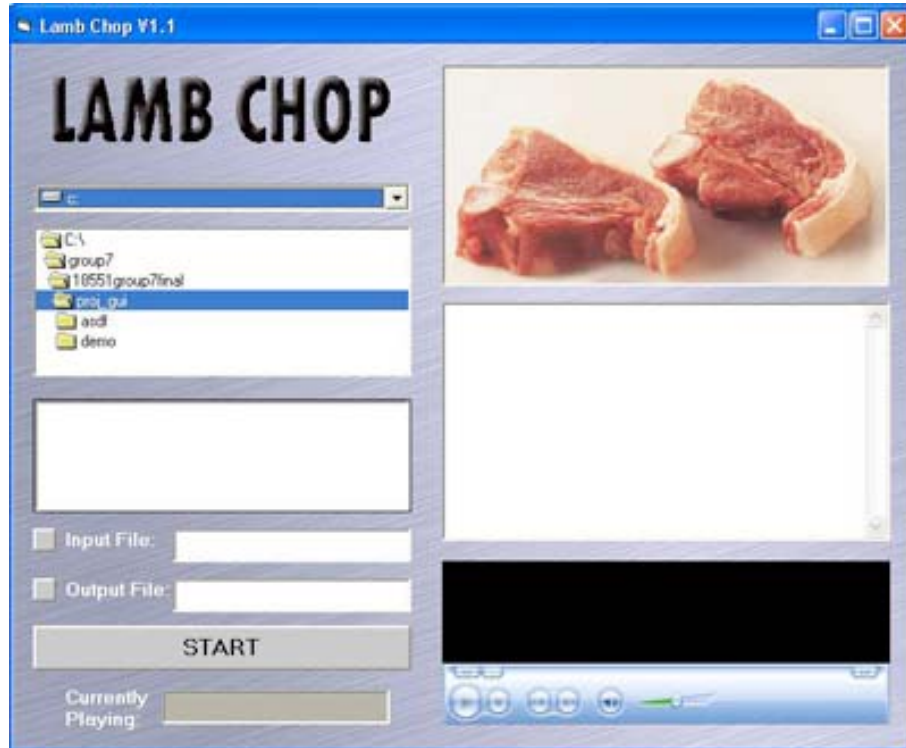 Lamb Chop V1.1
LAMB CHOP
c:
C:\
group7
18551group7final
proj_gui
asdl
demo
Input File:
Output File:
START
Currently
Playing: